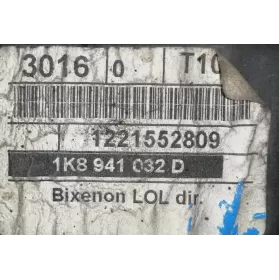 3016 0 T10
1221552809
1K8 941 032 D
Bixenon LOL dir.